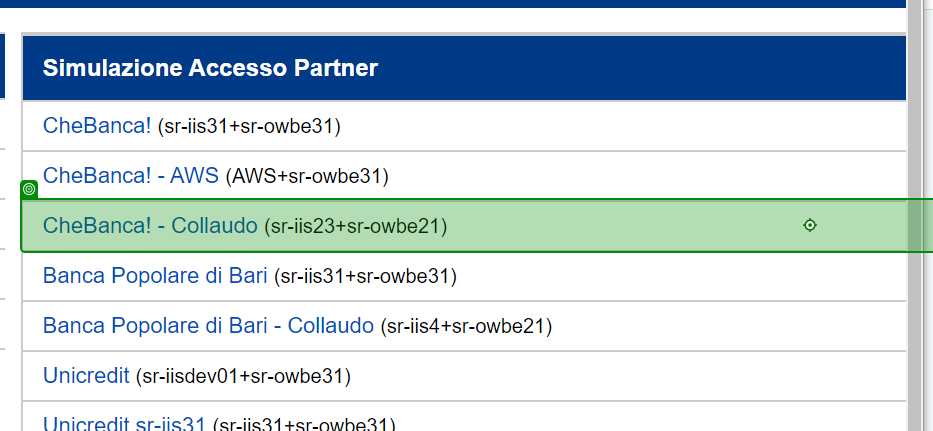 Simulazione Accesso Partner
CheBanca! (sr-iis31+sr-owbe31)
CheBanca! - AWS (AWS+sr-owbe31)
CheBanca! - Collaudo (sr-iis23+sr-owbe21)
Banca Popolare di Bari (sr-iis31+sr-owbe31)
Banca Popolare di Bari - Collaudo (sr-iis4+sr-owbe21)
Unicredit (sr-iisdev01+sr-owbe31)
Unicredit sr-iis31 (sr-iis31+sr-owbe31)